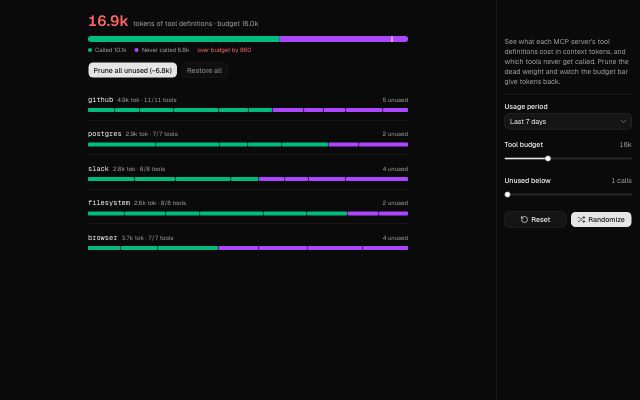 16.9k tokens of tool definitions · budget 16.0k
Called 10.1k Never called 6.8k over budget by 860
Prune all unused (−6.8k) Restore all
github 4.9k tok · 11/11 tools 5 unused
postgres 2.9k tok · 7/7 tools 2 unused
slack 2.8k tok · 8/8 tools 4 unused
filesystem 2.6k tok · 8/8 tools 2 unused
browser 3.7k tok · 7/7 tools 4 unused
See what each MCP server's tool
definitions cost in context tokens, and
which tools never get called. Prune the
dead weight and watch the budget bar
give tokens back.
Usage period
Last 7 days
Tool budget 16k
Unused below 1 calls
Reset Randomize